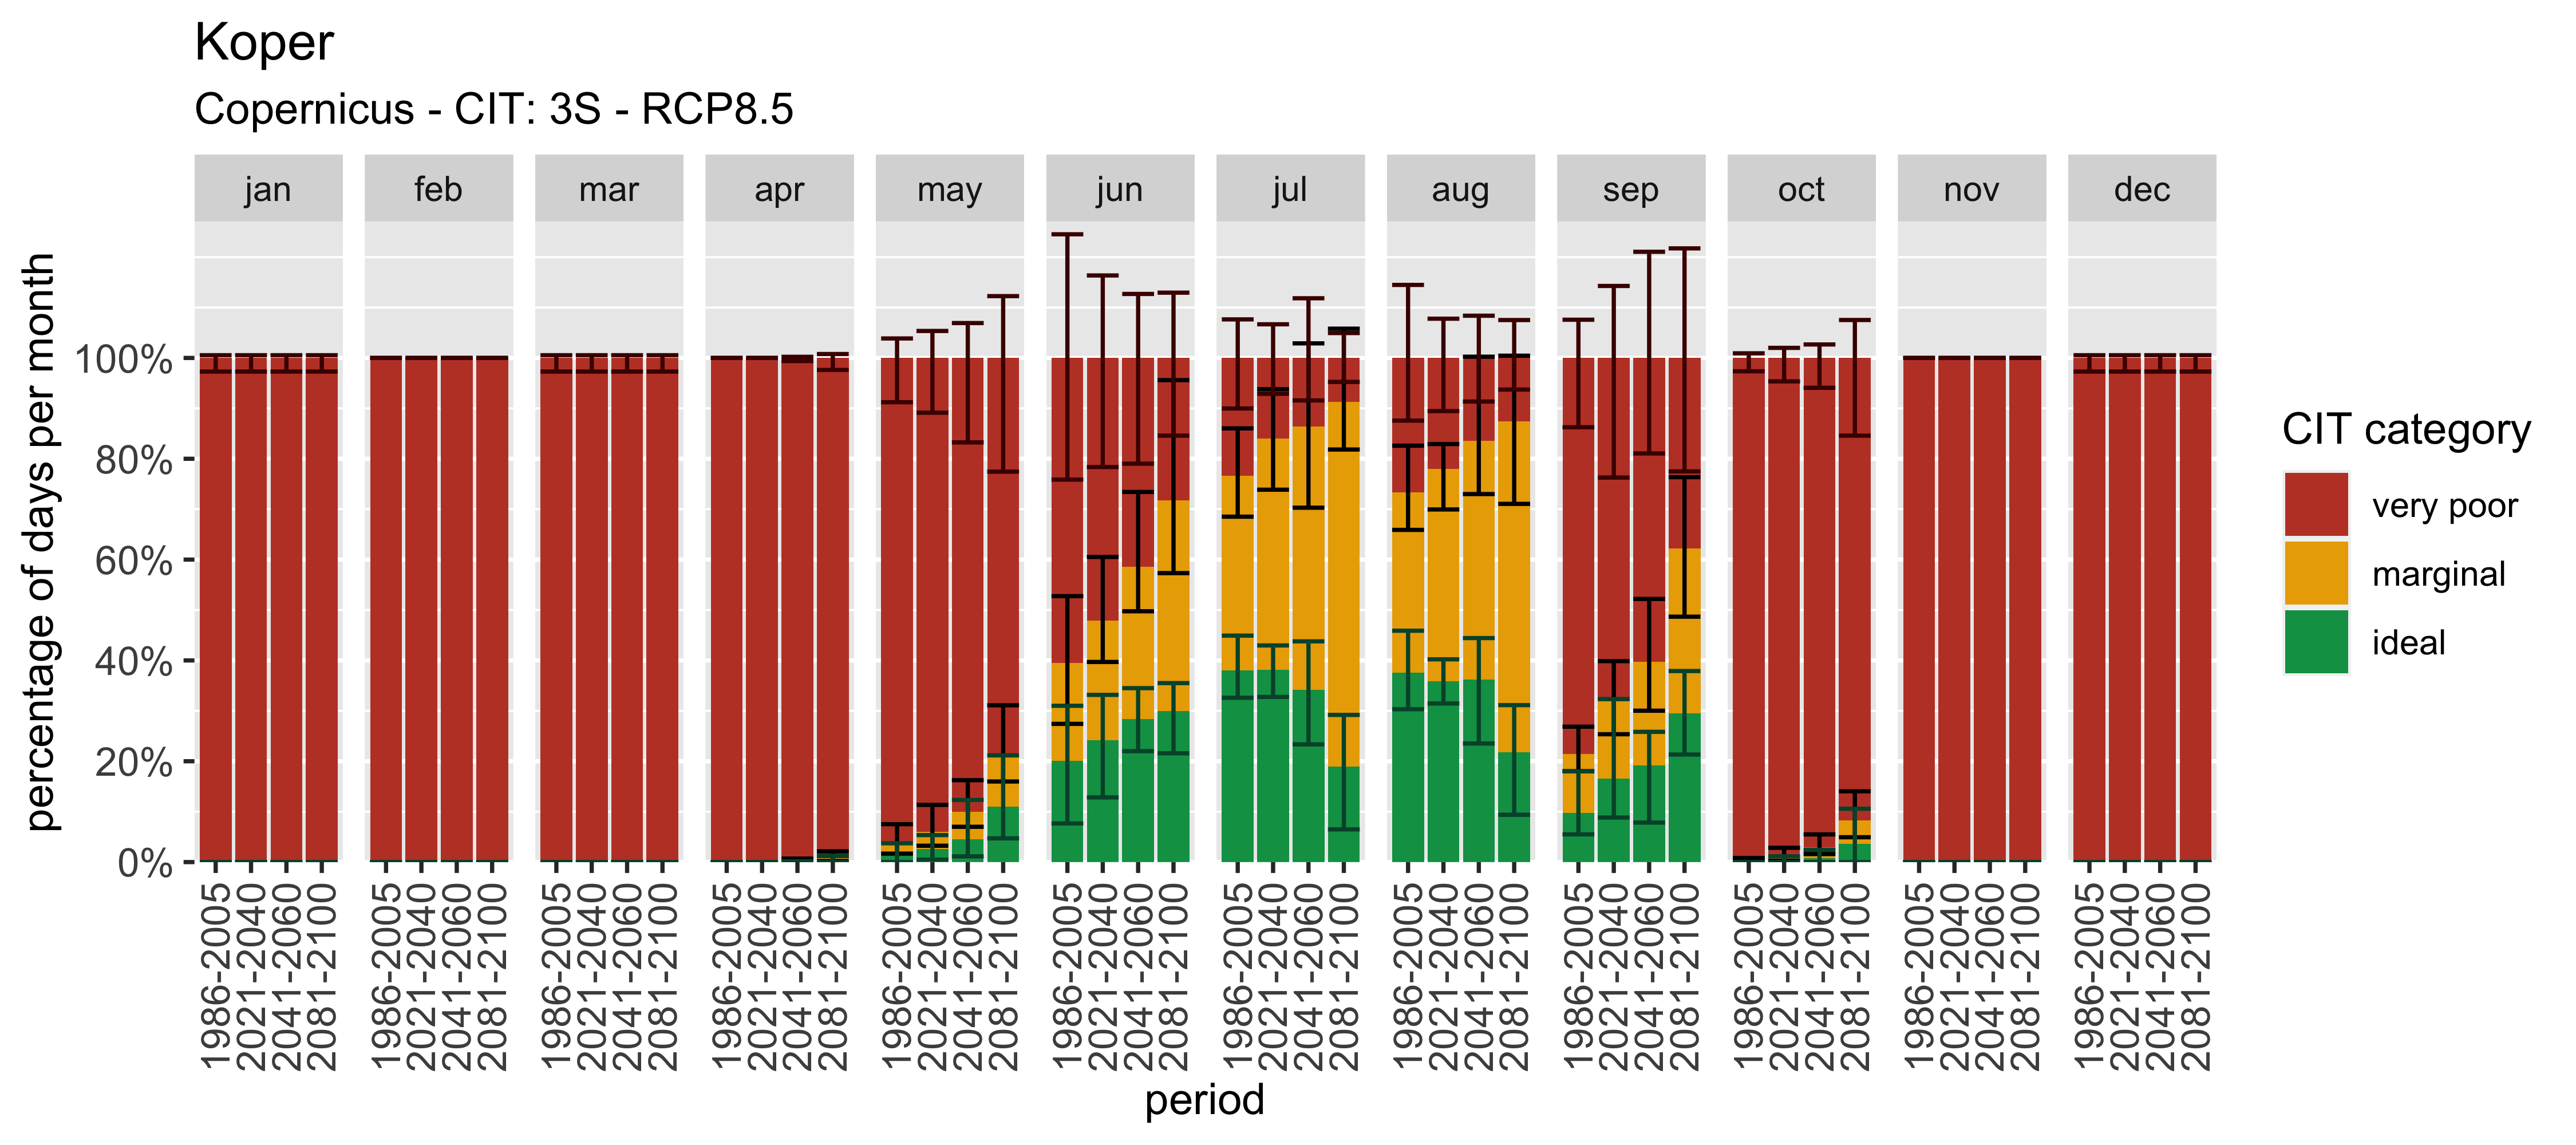 Koper
Copernicus - CIT: 3S - RCP8.5
jan feb mar apr may jun jul aug sep oct nov dec
percentage of days per month
100%
80%
60%
40%
20%
0%
1986-2005 2021-2040 2041-2060 2081-2100 1986-2005 2021-2040 2041-2060 2081-2100 1986-2005 2021-2040 2041-2060 2081-2100 1986-2005 2021-2040 2041-2060 2081-2100 1986-2005 2021-2040 2041-2060 2081-2100 1986-2005 2021-2040 2041-2060 2081-2100 1986-2005 2021-2040 2041-2060 2081-2100 1986-2005 2021-2040 2041-2060 2081-2100 1986-2005 2021-2040 2041-2060 2081-2100 1986-2005 2021-2040 2041-2060 2081-2100 1986-2005 2021-2040 2041-2060 2081-2100 1986-2005 2021-2040 2041-2060 2081-2100
period
CIT category
very poor
marginal
ideal